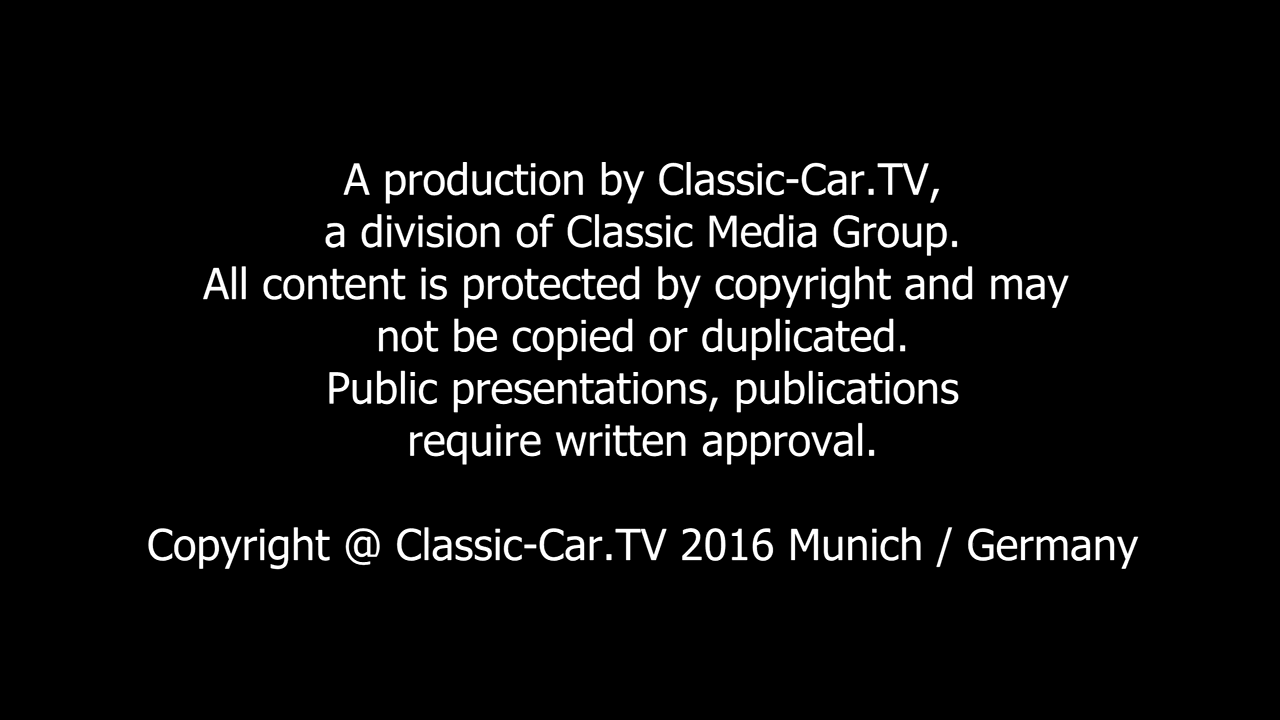 A production by Classic-Car.TV,
a division of Classic Media Group.
All content is protected by copyright and may
not be copied or duplicated.
Public presentations, publications
require written approval.
Copyright @ Classic-Car.TV 2016 Munich / Germany